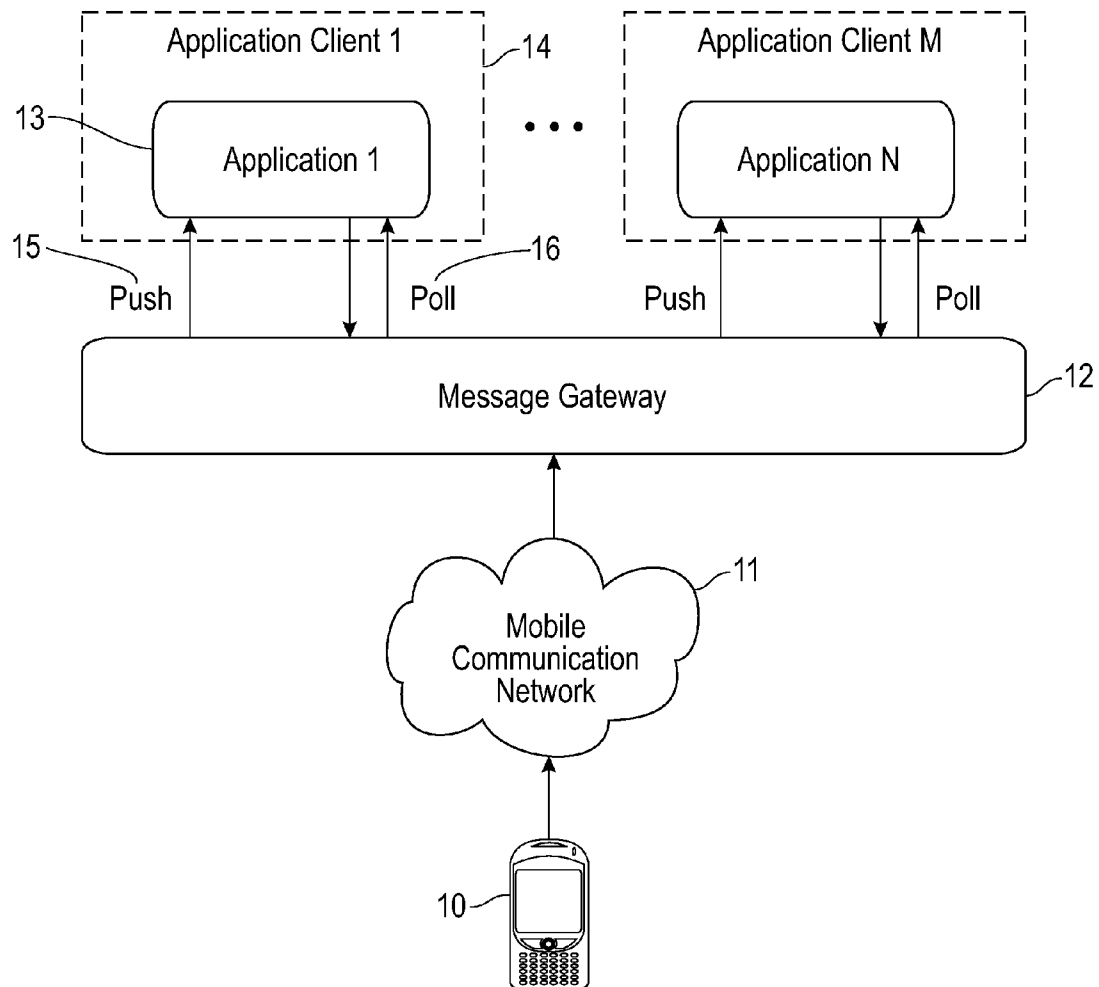 Application Client 1
14
Application Client M
13
Application 1
Application N
15
16
Push
Poll
Push
Poll
Message Gateway
12
11
Mobile
Communication
Network
10